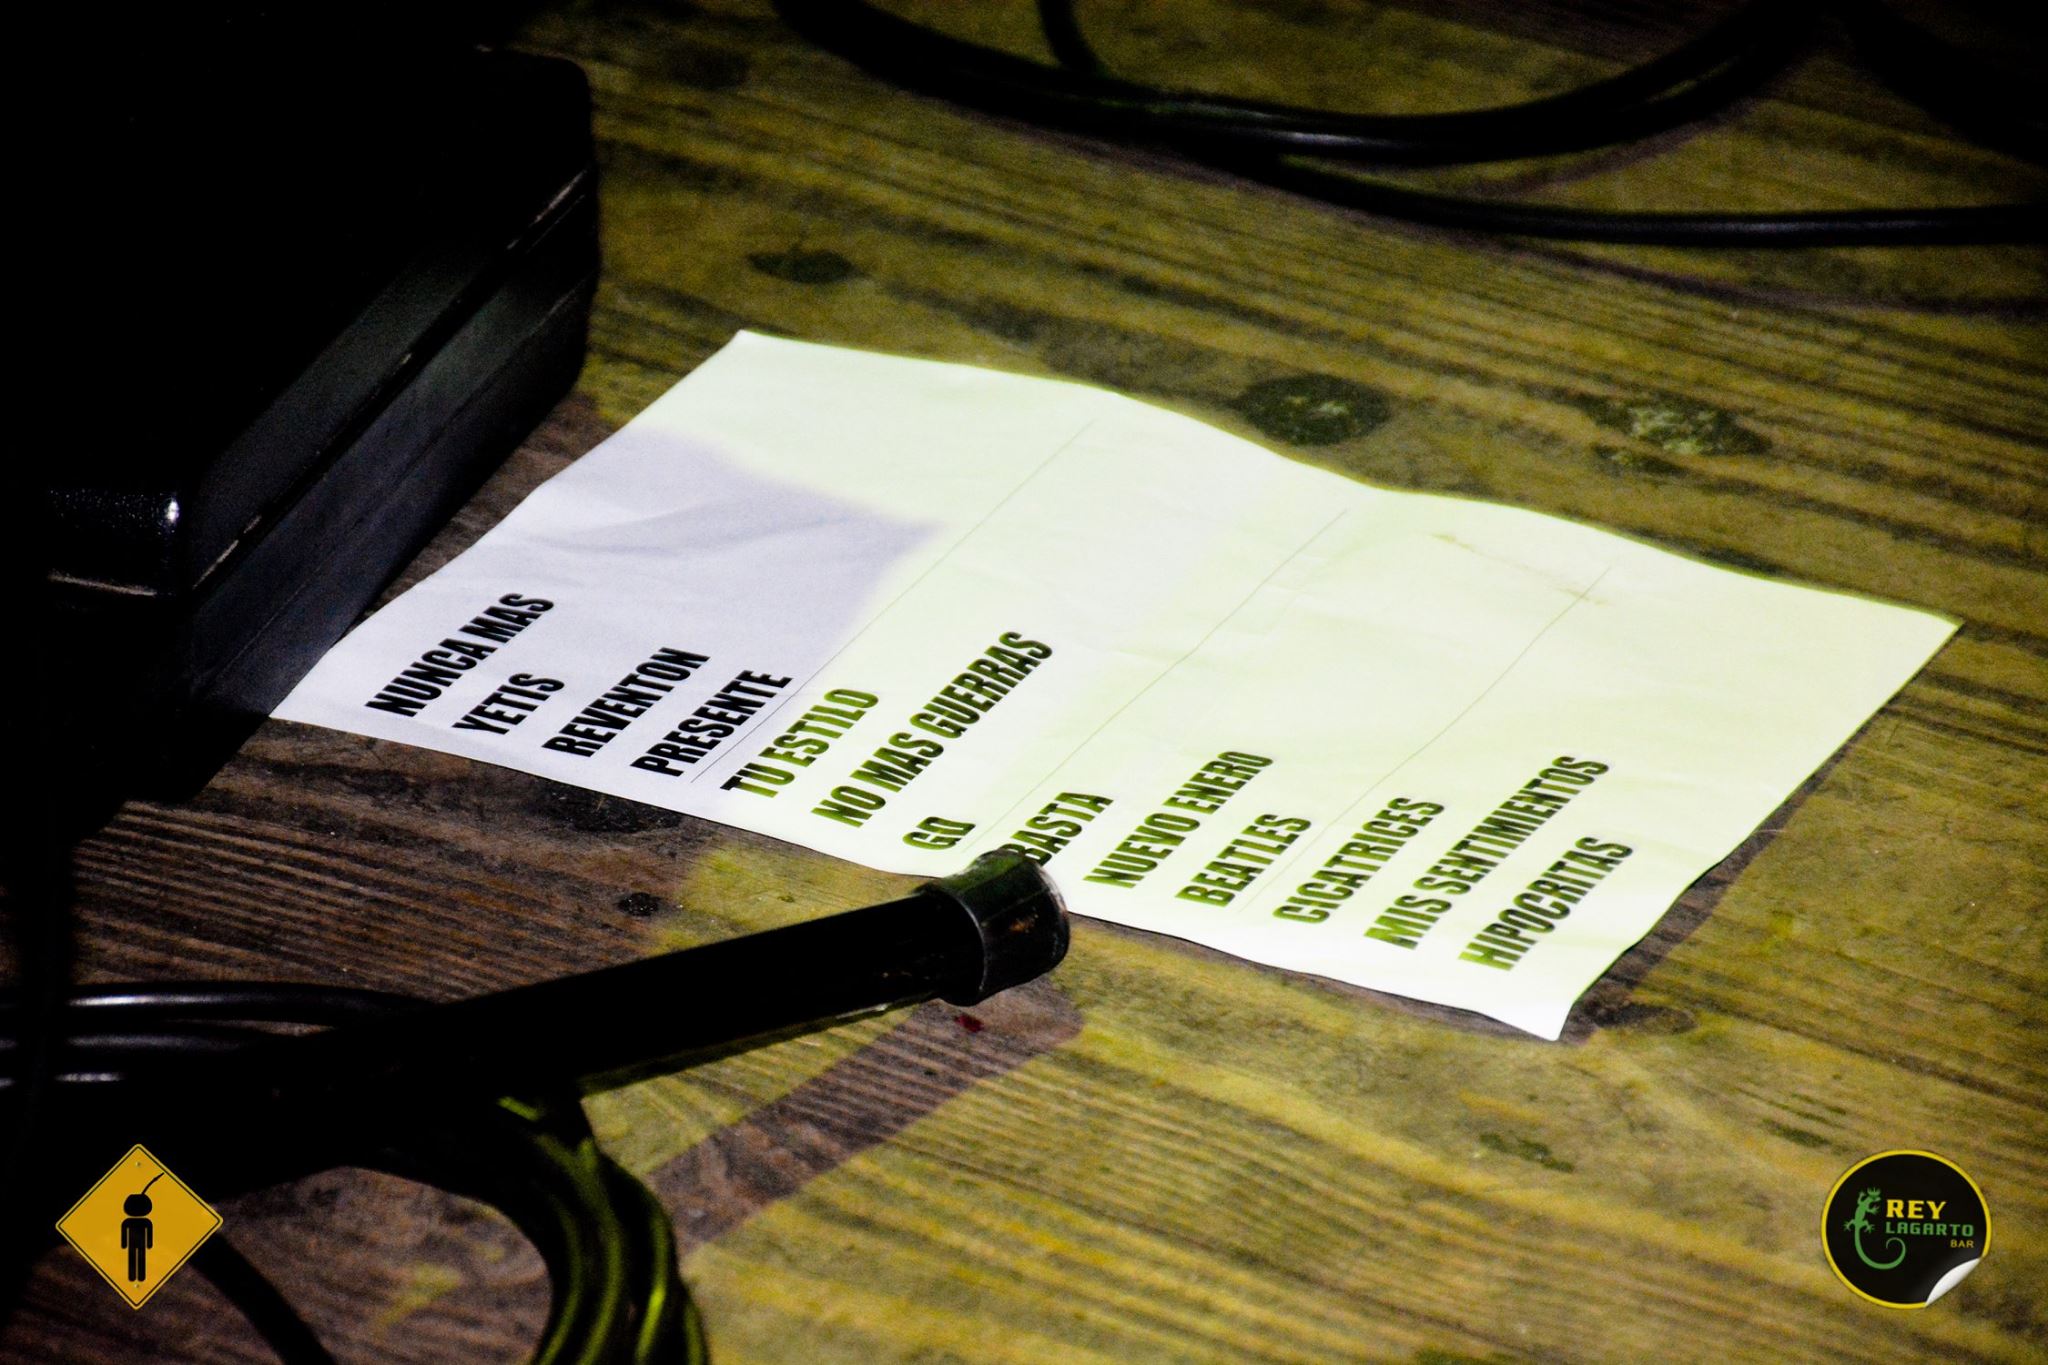 NUNCA MAS
YETIS
REVENTON
PRESENTE
TU ESTILO
NO MAS GUERRAS
GD
BASTA
NUEVO ENERO
BEATLES
CICATRICES
MIS SENTIMIENTOS
HIPOCRITAS
REY
LAGARTO
BAR